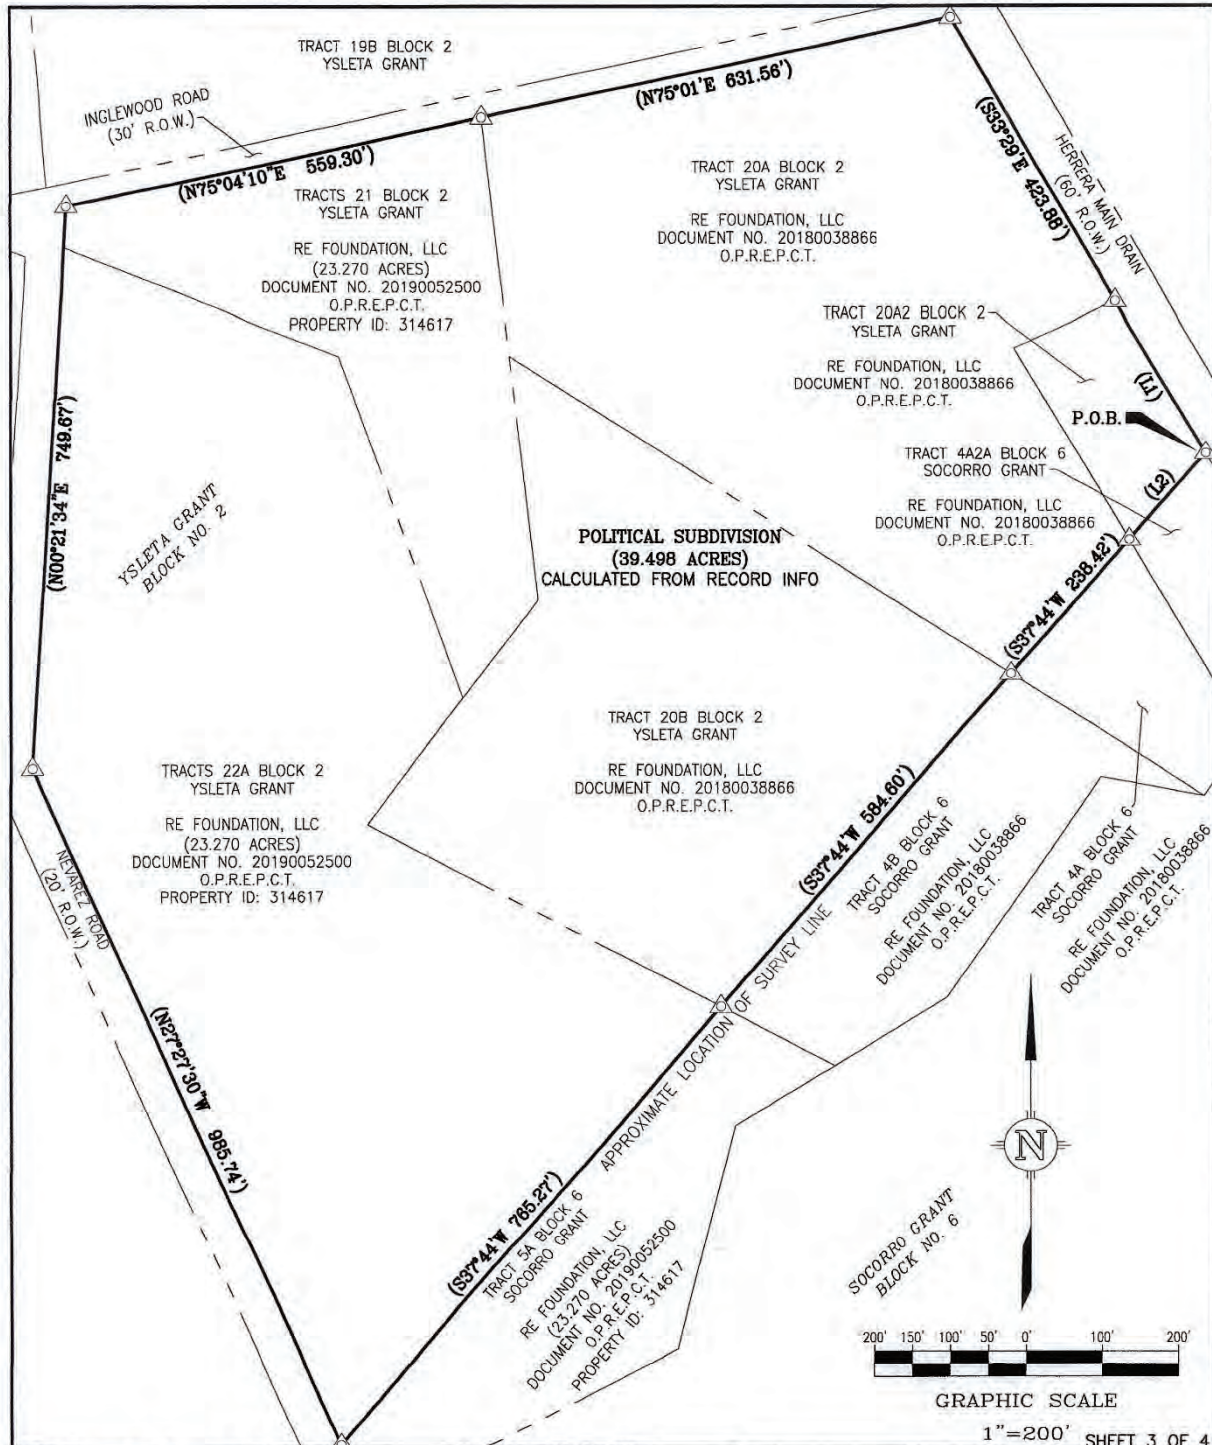 TRACT 19B BLOCK 2
YSLETA GRANT
INGLEWOOD ROAD
(30' R.O.W.)
(N75°04'10"E 559.30')
(N75°01'E 631.56')
(S33°29'E 423.88')
HERRERA MAIN DRAIN
(60' R.O.W.)
TRACTS 21 BLOCK 2
YSLETA GRANT
RE FOUNDATION, LLC
(23.270 ACRES)
DOCUMENT NO. 20190052500
O.P.R.E.P.C.T.
PROPERTY ID: 314617
TRACT 20A BLOCK 2
YSLETA GRANT
RE FOUNDATION, LLC
DOCUMENT NO. 20180038866
O.P.R.E.P.C.T.
TRACT 20A2 BLOCK 2
YSLETA GRANT
RE FOUNDATION, LLC
DOCUMENT NO. 20180038866
O.P.R.E.P.C.T.
(L1)
P.O.B.
TRACT 4A2A BLOCK 6
SOCORRO GRANT
RE FOUNDATION, LLC
DOCUMENT NO. 20180038866
O.P.R.E.P.C.T.
(L2)
(N00°21'34"E 749.67')
YSLETA GRANT
BLOCK NO. 2
POLITICAL SUBDIVISION
(39.498 ACRES)
CALCULATED FROM RECORD INFO
(S37°44'W 238.42')
TRACT 20B BLOCK 2
YSLETA GRANT
RE FOUNDATION, LLC
DOCUMENT NO. 20180038866
O.P.R.E.P.C.T.
TRACTS 22A BLOCK 2
YSLETA GRANT
RE FOUNDATION, LLC
(23.270 ACRES)
DOCUMENT NO. 20190052500
O.P.R.E.P.C.T.
PROPERTY ID: 314617
NEVAREZ ROAD
(20' R.O.W.)
(S37°44'W 584.60')
TRACT 4B BLOCK 6
SOCORRO GRANT
RE FOUNDATION, LLC
DOCUMENT NO. 20180038866
O.P.R.E.P.C.T.
TRACT 4A BLOCK 6
SOCORRO GRANT
RE FOUNDATION, LLC
DOCUMENT NO. 20180038866
O.P.R.E.P.C.T.
APPROXIMATE LOCATION OF SURVEY LINE
(N27°27'30"W 985.74')
(S37°44'W 765.27')
TRACT 5A BLOCK 6
SOCORRO GRANT
RE FOUNDATION, LLC
(23.270 ACRES)
DOCUMENT NO. 20190052500
O.P.R.E.P.C.T.
PROPERTY ID: 314617
N
SOCORRO GRANT
BLOCK NO. 6
200' 150' 100' 50' 0' 100' 200'
GRAPHIC SCALE
1"=200'
SHEET 3 OF 4